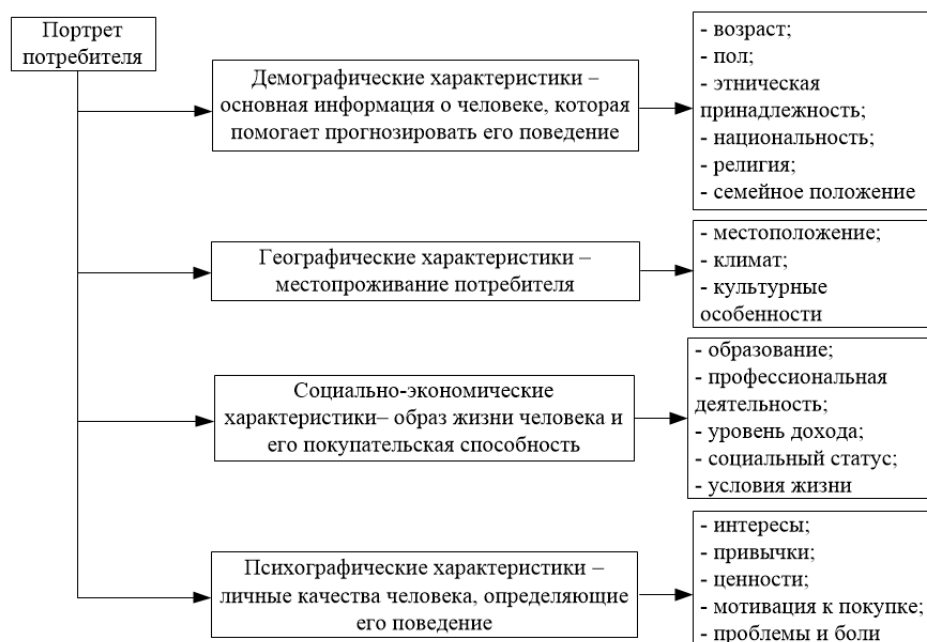 Портрет
потребителя
Демографические характеристики –
основная информация о человеке, которая
помогает прогнозировать его поведение
- возраст;
- пол;
- этническая
принадлежность;
- национальность;
- религия;
- семейное положение
Географические характеристики –
местопроживание потребителя
- местоположение;
- климат;
- культурные
особенности
Социально-экономические
характеристики– образ жизни человека и
его покупательская способность
- образование;
- профессиональная
деятельность;
- уровень дохода;
- социальный статус;
- условия жизни
Психографические характеристики –
личные качества человека, определяющие
его поведение
- интересы;
- привычки;
- ценности;
- мотивация к покупке;
- проблемы и боли